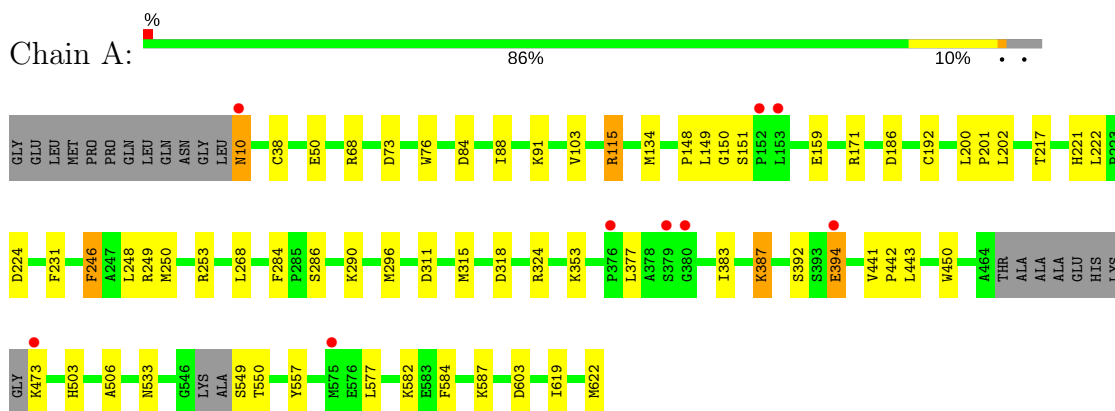 %
Chain A:
86% 10% • •
GLY GLU LEU MET PRO PRO GLN LEU GLN ASN GLY LEU N10 C38 E50 R68 D73 W76 D84 I88 K91 V103 R115 M134 P148 L149 G150 S151 P152 L153 E159 R171 D186 C192 L200 P201 L202 T217 H221 L222
D224 F231 F246 A247 L248 R249 M250 R253 L268 F284 P285 S286 K290 M296 D311 M315 D318 R324 K353 P376 L377 A378 S379 G380 I383 K387 S392 S393 E394 V441 P442 L443 W450 A464 THR ALA ALA ALA GLU HIS LYS
GLY K473 H503 A506 N533 G546 LYS ALA S549 T550 Y557 M575 E576 L577 K582 E583 F584 K587 D603 I619 M622